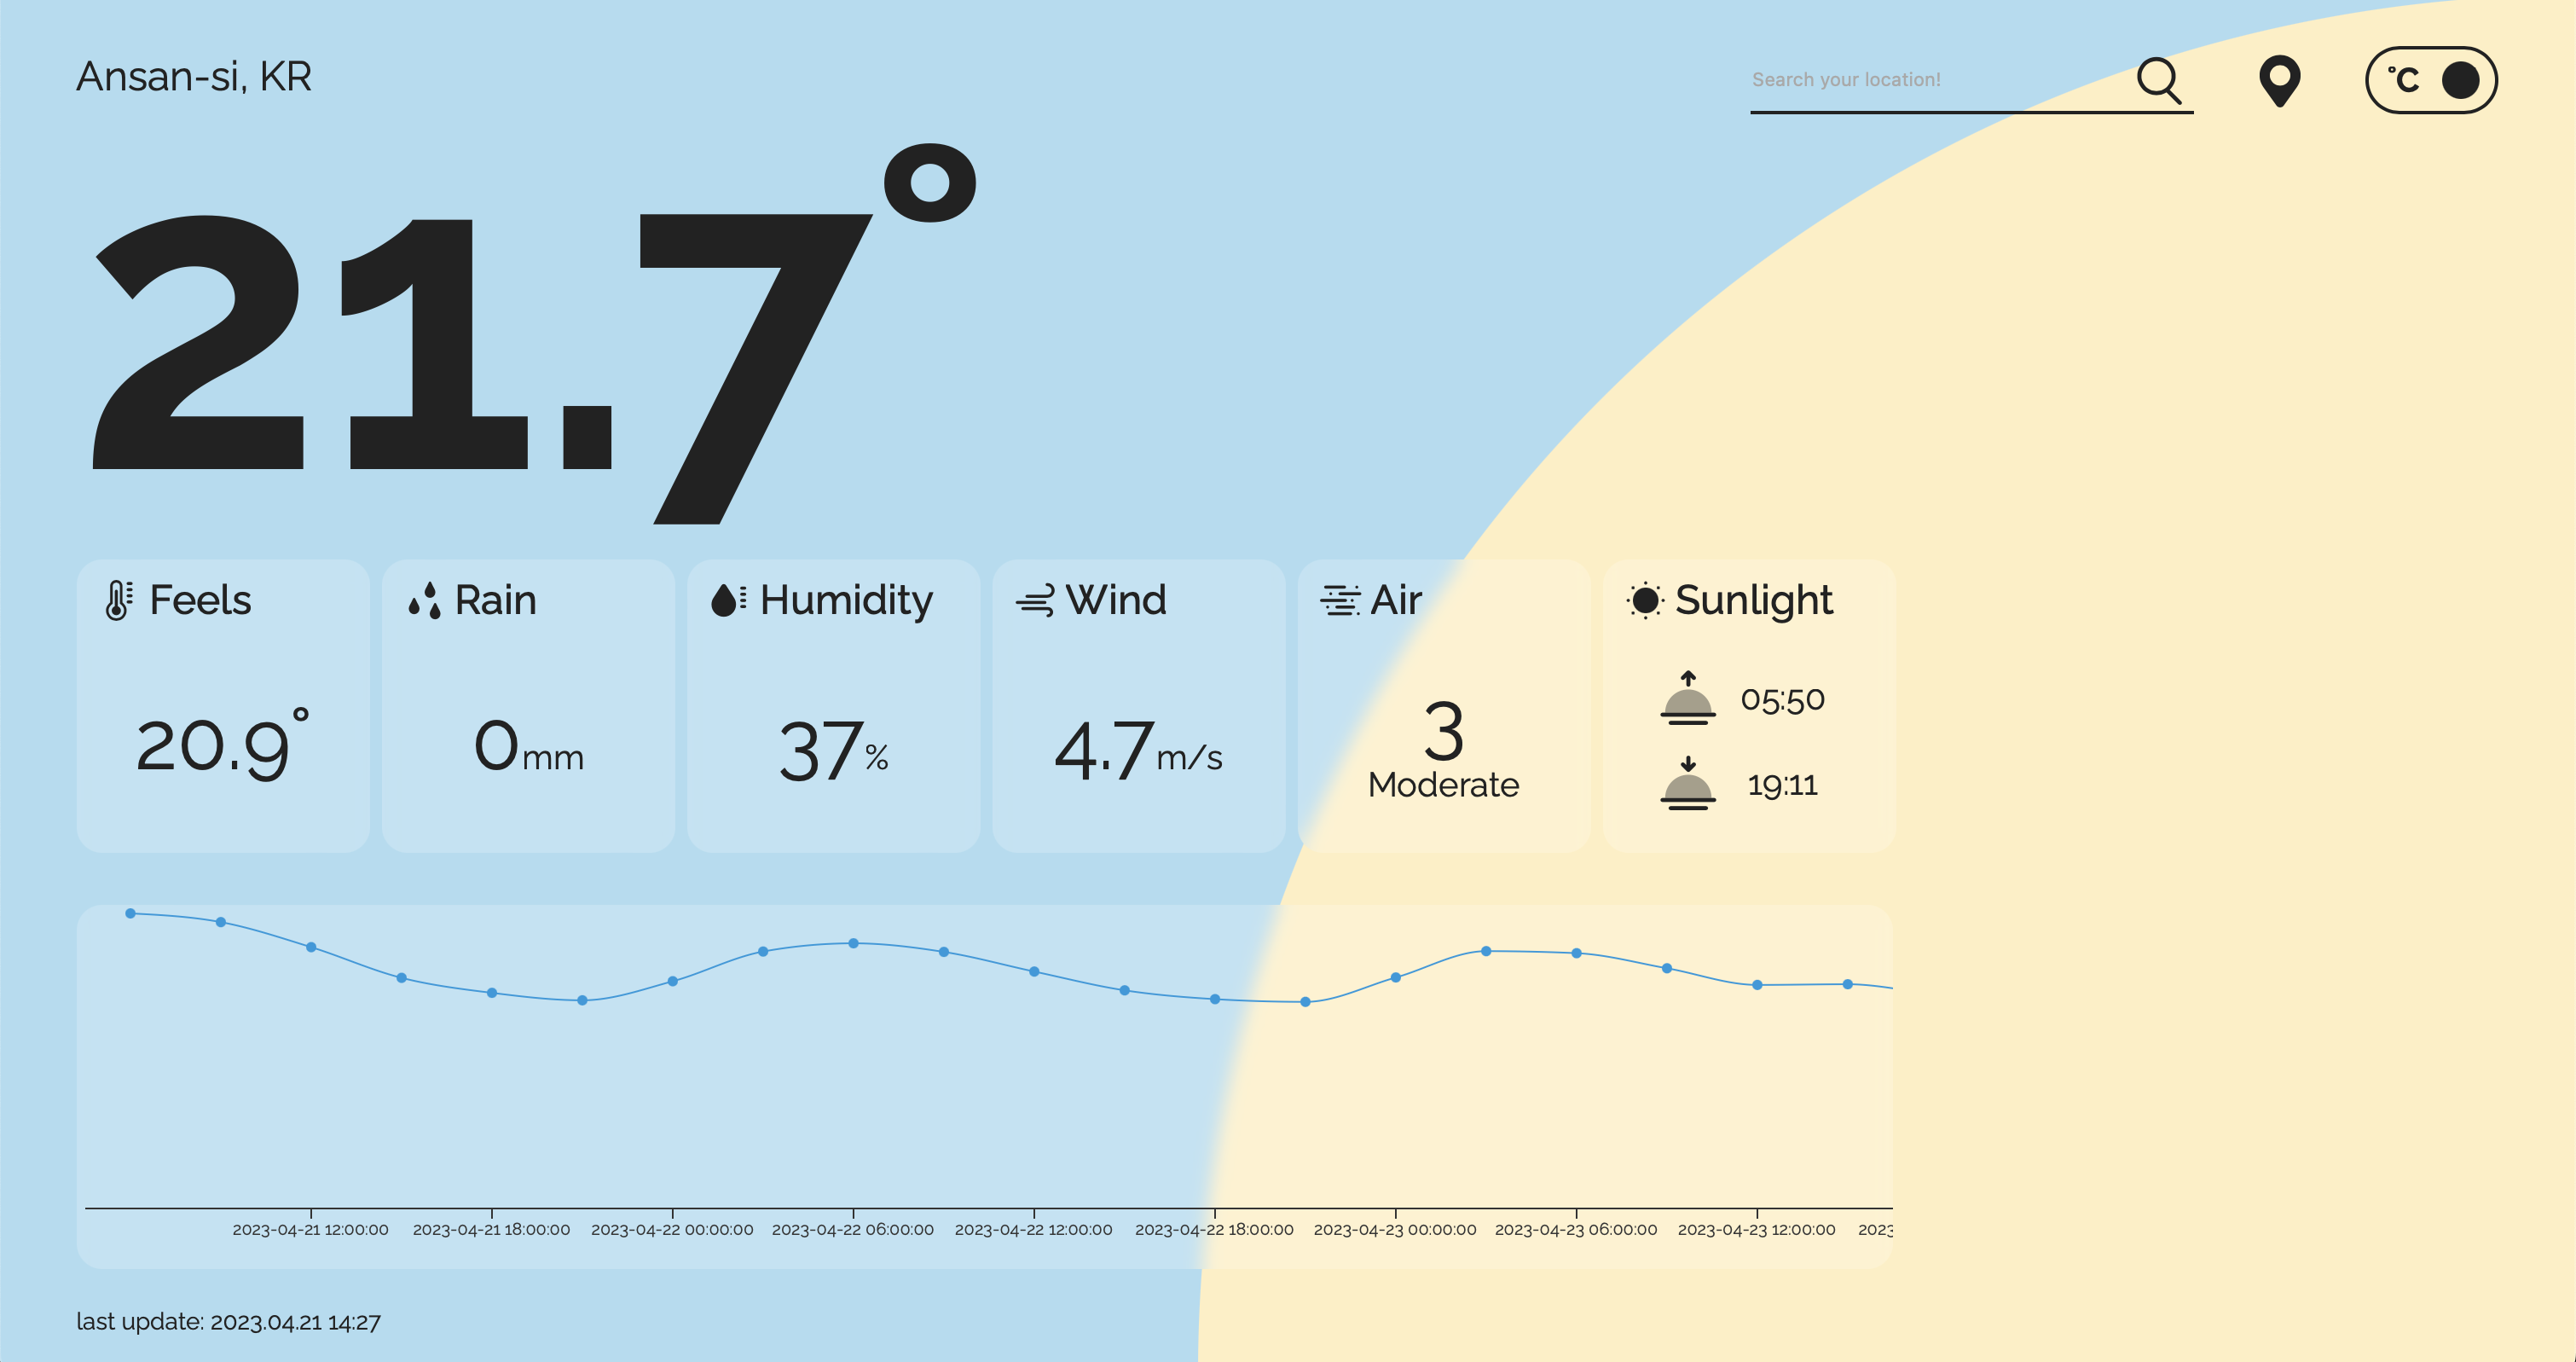 Ansan-si, KR
Search your location!
°C
21.7°
Feels
20.9°
Rain
0mm
Humidity
37%
Wind
4.7m/s
Air
3
Moderate
Sunlight
05:50
19:11
2023-04-21 12:00:00 2023-04-21 18:00:00 2023-04-22 00:00:00 2023-04-22 06:00:00 2023-04-22 12:00:00 2023-04-22 18:00:00 2023-04-23 00:00:00 2023-04-23 06:00:00 2023-04-23 12:00:00 2023
last update: 2023.04.21 14:27